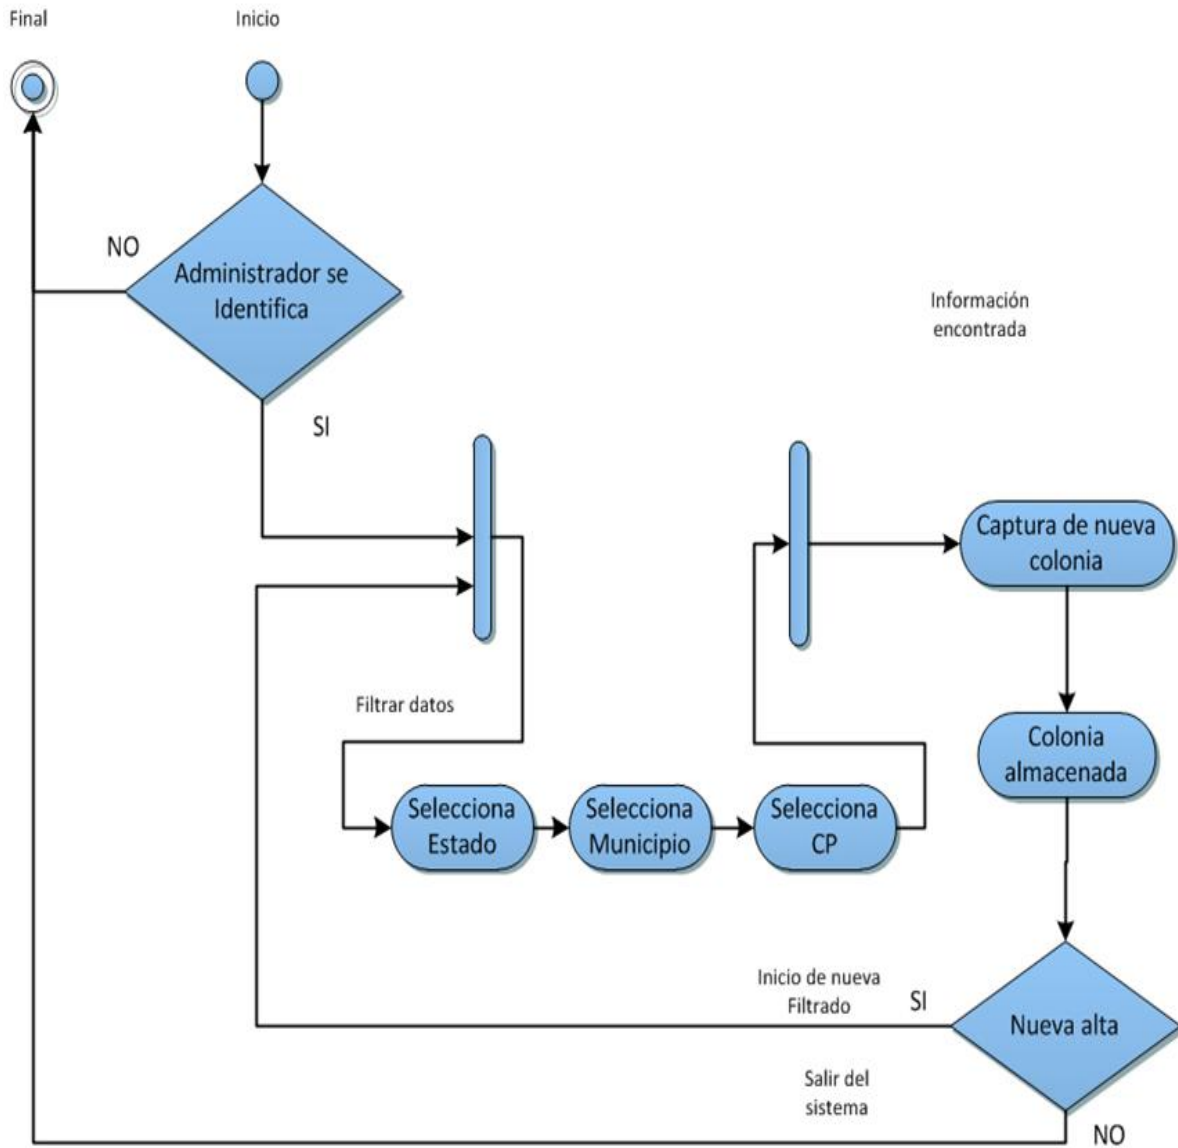 Final
Inicio
NO
Administrador se
Identifica
SI
Información
encontrada
Captura de nueva
colonia
Filtrar datos
Colonia
almacenada
Selecciona
Estado
Selecciona
Municipio
Selecciona
CP
Inicio de nueva
Filtrado
SI
Nueva alta
Salir del
sistema
NO